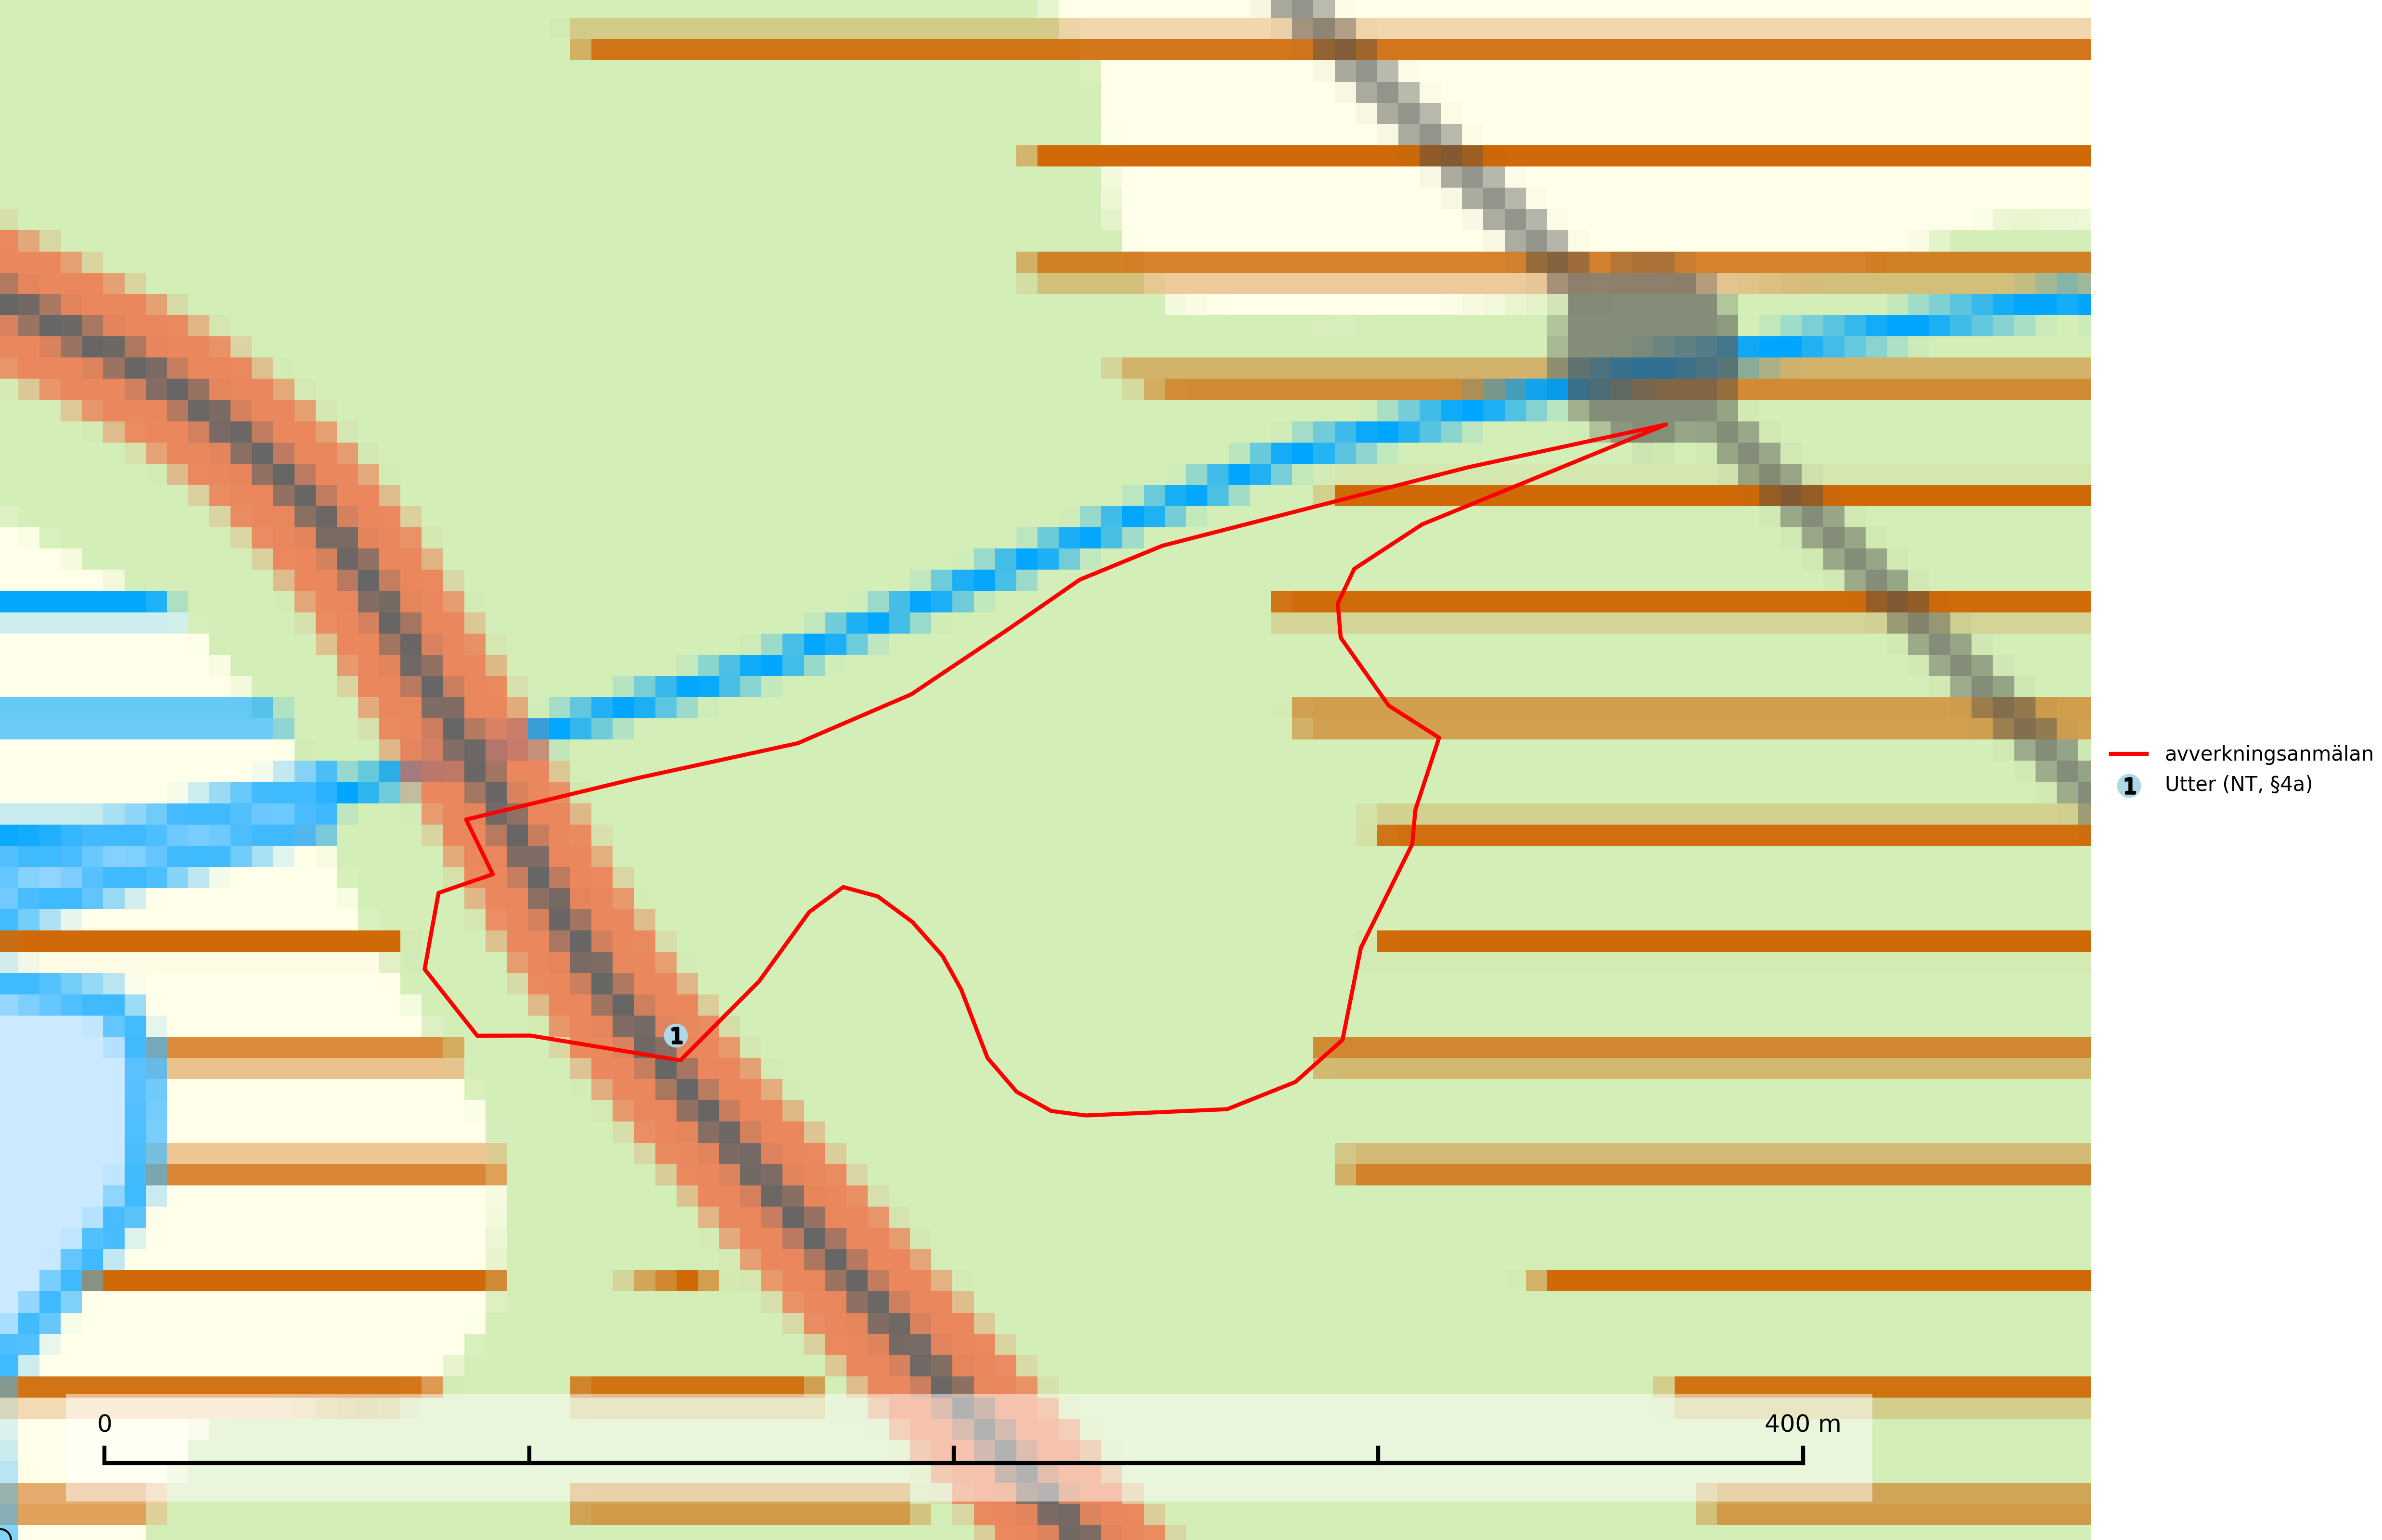 avverkningsanmälan
1 Utter (NT, §4a)
1
0 400 m